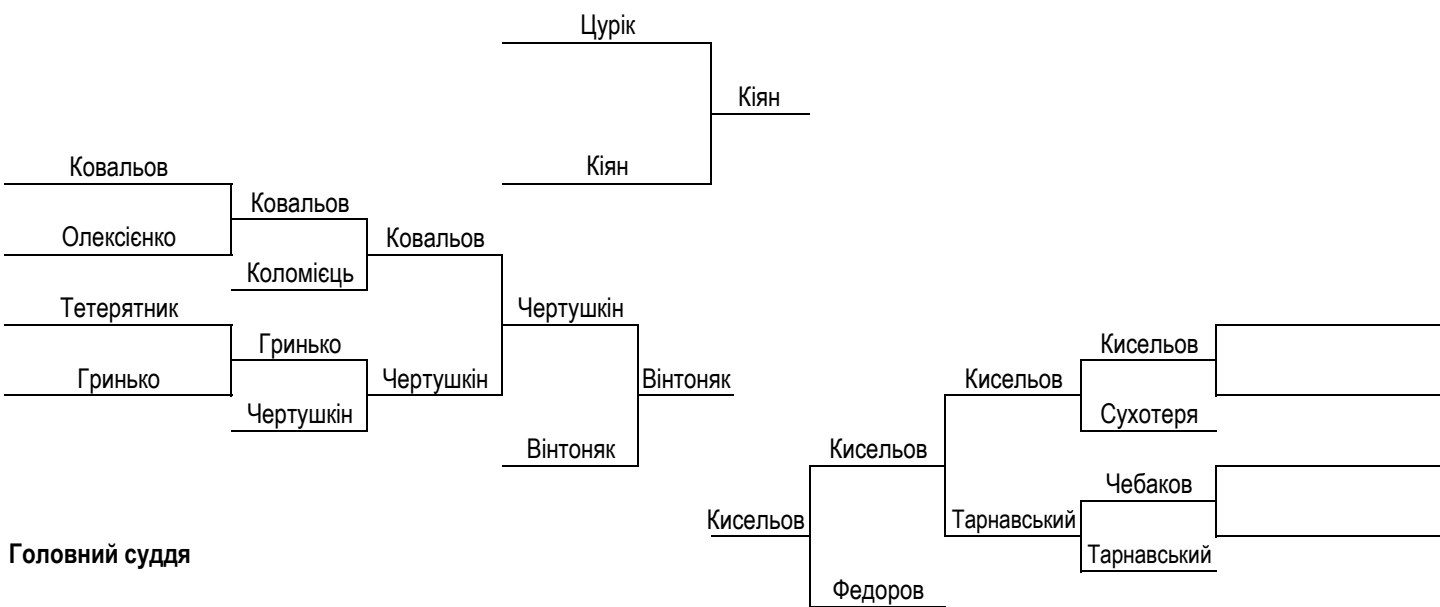 Цурік
Кіян
Кіян
Ковальов
Ковальов
Олексієнко
Ковальов
Коломієць
Тетерятник
Чертушкін
Гринько
Кисельов
Гринько
Чертушкін
Вінтоняк
Кисельов
Чертушкін
Сухотеря
Вінтоняк
Кисельов
Чебаков
Кисельов
Тарнавський
Головний суддя
Тарнавський
Федоров